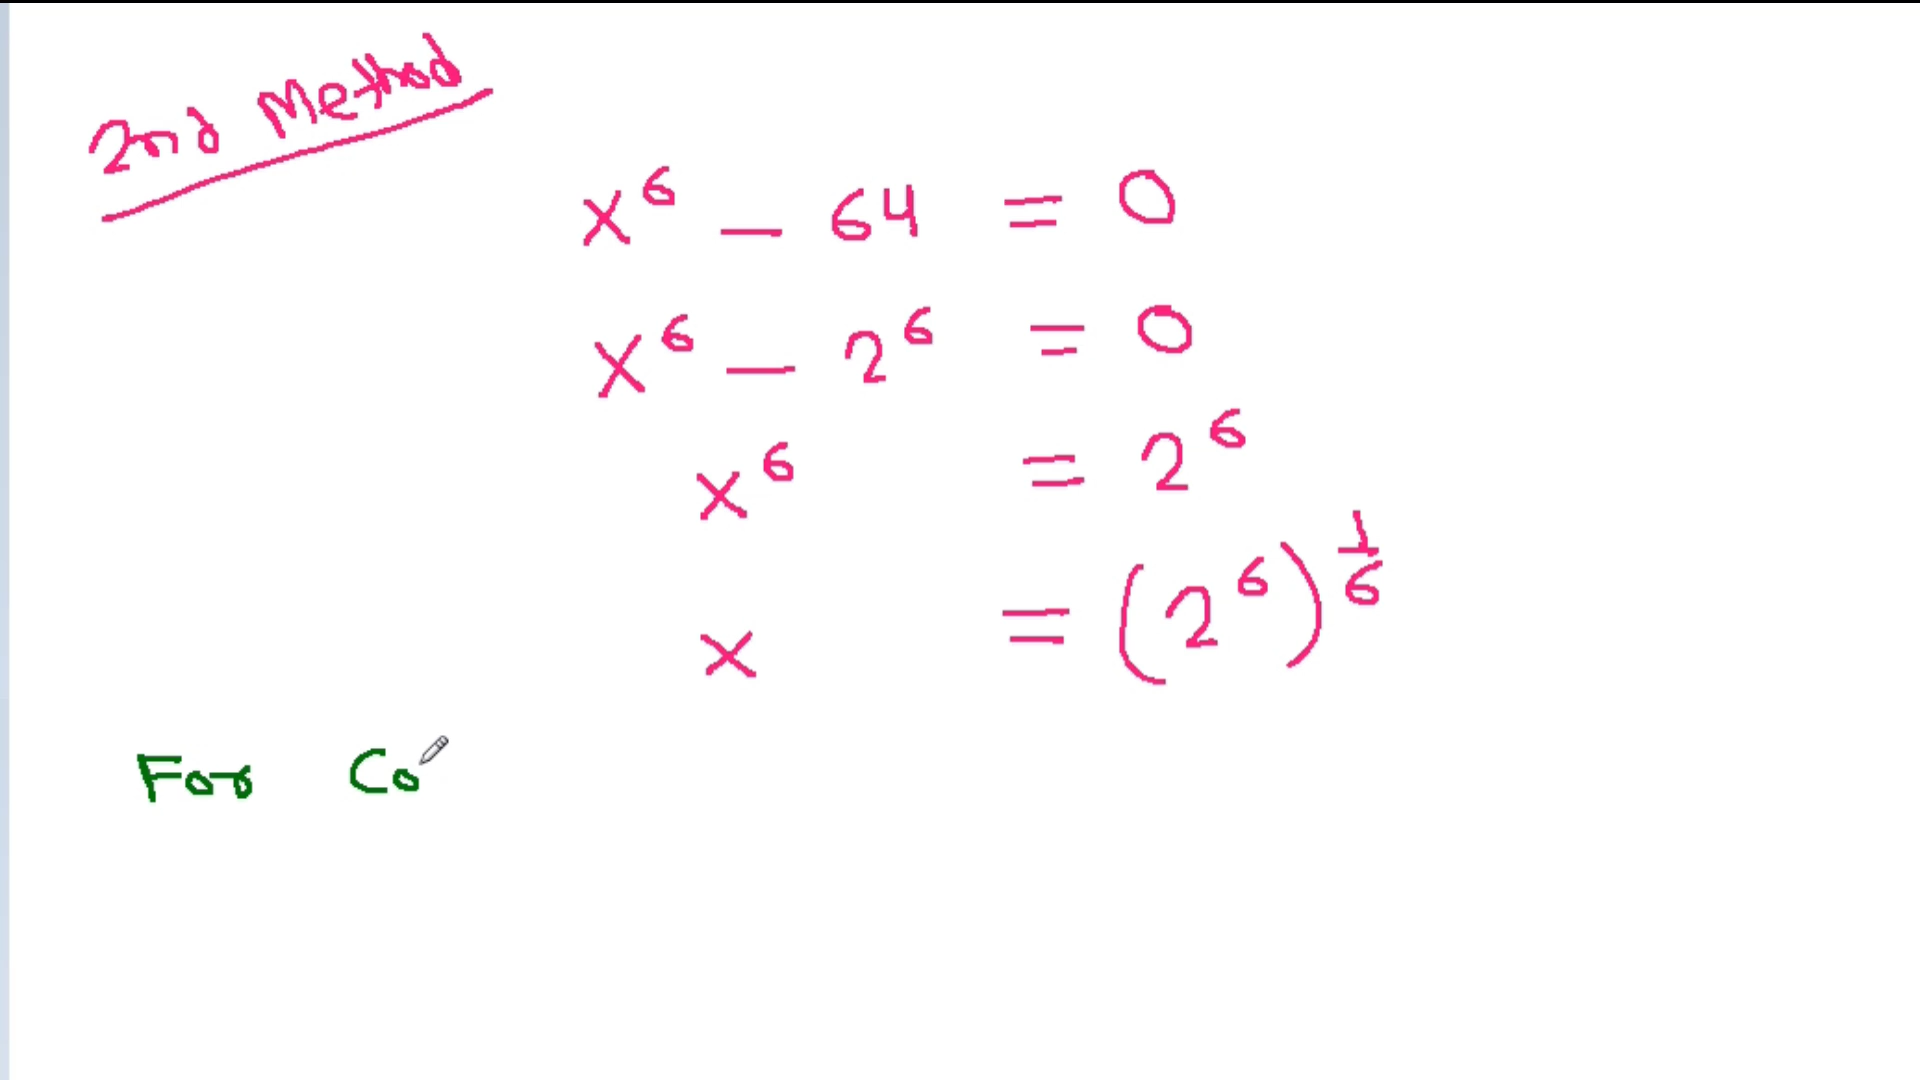 2nd Method
x⁶ - 64 = 0
x⁶ - 2⁶ = 0
x⁶ = 2⁶
x = (2⁶)^(1/6)
For Co